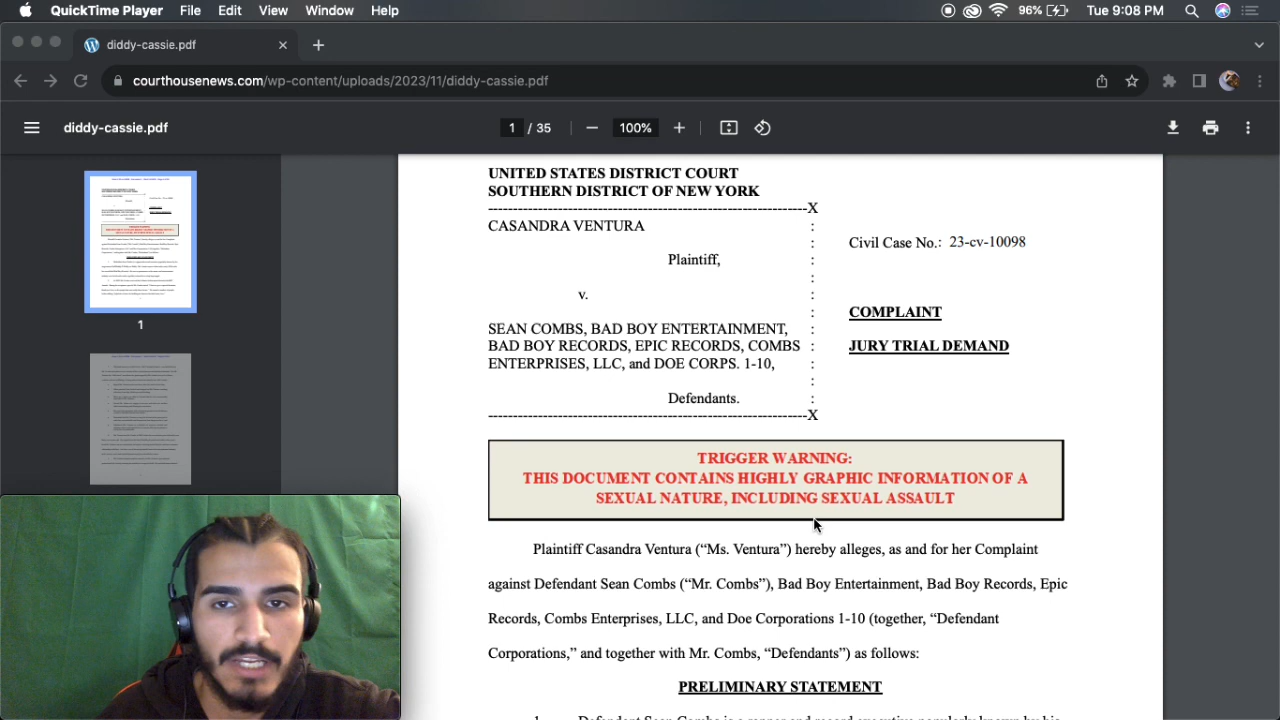 QuickTime Player File Edit View Window Help 96% Tue 9:08 PM
diddy-cassie.pdf
courthousenews.com/wp-content/uploads/2023/11/diddy-cassie.pdf
diddy-cassie.pdf 1 / 35 100%
UNITED STATES DISTRICT COURT
SOUTHERN DISTRICT OF NEW YORK
----------------------------------------------------------------X
CASANDRA VENTURA :
: Civil Case No.: 23-cv-10098
Plaintiff, :
:
v. :
: COMPLAINT
SEAN COMBS, BAD BOY ENTERTAINMENT, :
BAD BOY RECORDS, EPIC RECORDS, COMBS : JURY TRIAL DEMAND
ENTERPRISES, LLC, and DOE CORPS. 1-10, :
:
Defendants. :
----------------------------------------------------------------X
TRIGGER WARNING:
THIS DOCUMENT CONTAINS HIGHLY GRAPHIC INFORMATION OF A
SEXUAL NATURE, INCLUDING SEXUAL ASSAULT
Plaintiff Casandra Ventura (“Ms. Ventura”) hereby alleges, as and for her Complaint
against Defendant Sean Combs (“Mr. Combs”), Bad Boy Entertainment, Bad Boy Records, Epic
Records, Combs Enterprises, LLC, and Doe Corporations 1-10 (together, “Defendant
Corporations,” and together with Mr. Combs, “Defendants”) as follows:
PRELIMINARY STATEMENT
1